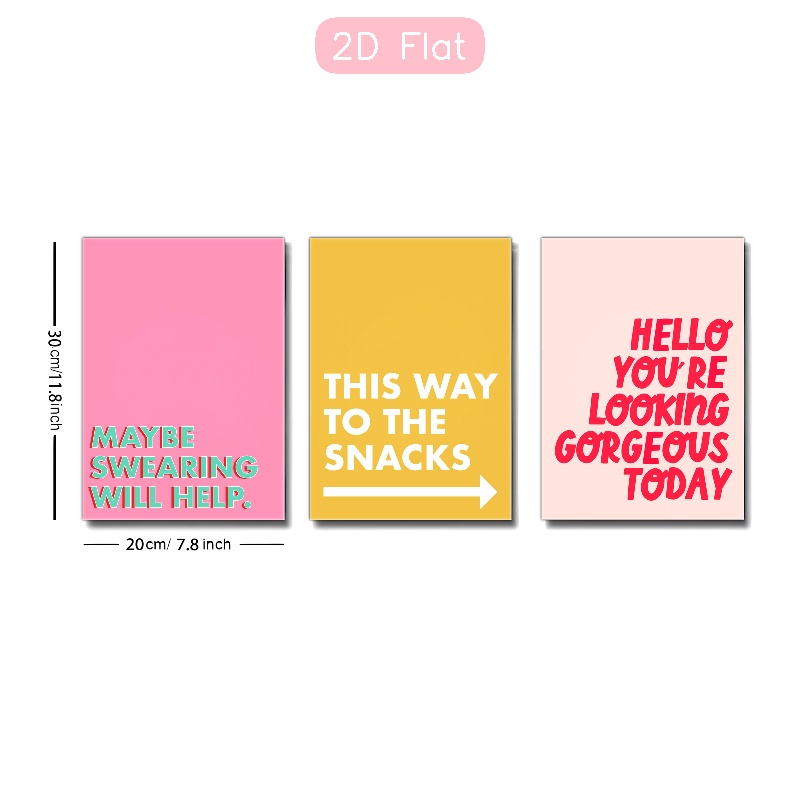 2D Flat
30cm/11.8inch
MAYBE
SWEARING
WILL HELP.
THIS WAY
TO THE
SNACKS
HELLO
YOU'RE
LOOKING
GORGEOUS
TODAY
20cm/ 7.8 inch